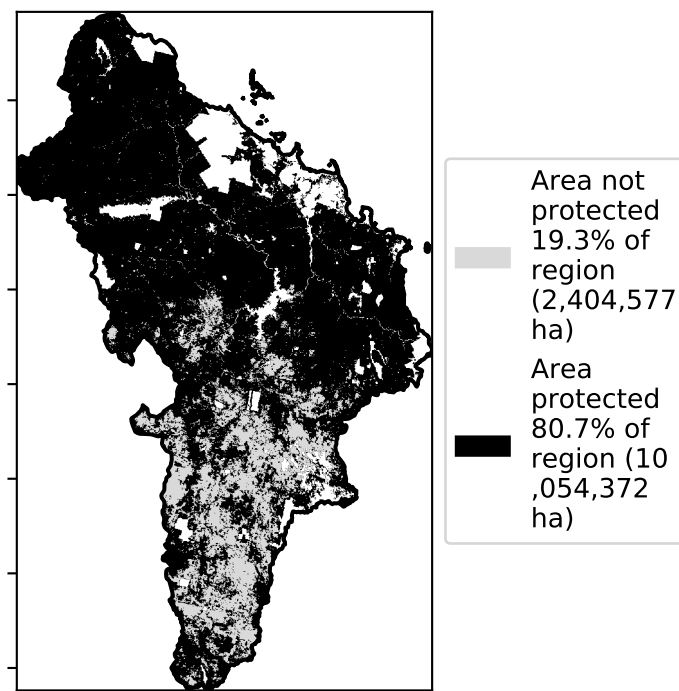 Area not
protected
19.3% of
region
(2,404,577
ha)
Area
protected
80.7% of
region (10
,054,372
ha)